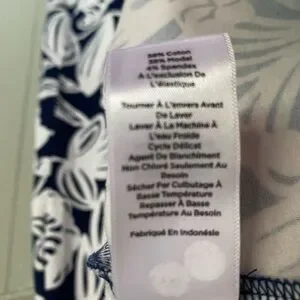 58% Coton
38% Modal
4% Spandex
À L'exclusion De
L'élastique
Tourner À L'envers Avant
De Laver
Laver À La Machine À
L'eau Froide
Cycle Délicat
Agent De Blanchiment
Non Chloré Seulement Au
Besoin
Sécher Par Culbutage À
Basse Température
Repasser À Basse
Température Au Besoin
Fabriqué En Indonésie